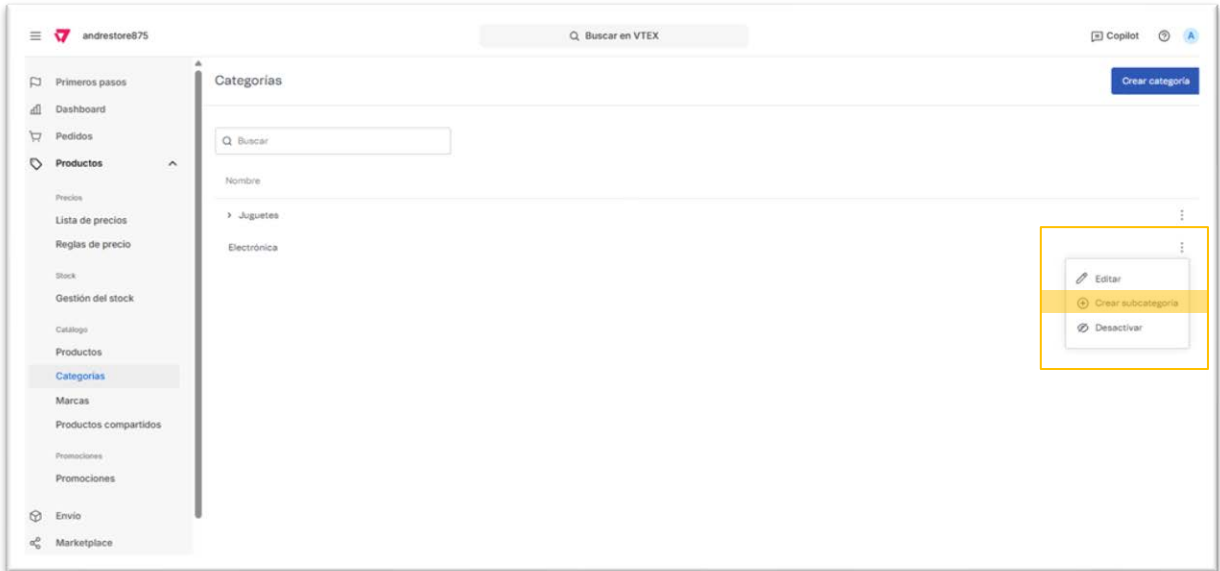 andrestore875
Buscar en VTEX
Copilot
A
Primeros pasos
Dashboard
Pedidos
Productos
Precios
Lista de precios
Reglas de precio
Stock
Gestión del stock
Catálogo
Productos
Categorías
Marcas
Productos compartidos
Promociones
Promociones
Envío
Marketplace
Categorías
Crear categoría
Buscar
Nombre
Juguetes
Electrónica
Editar
Crear subcategoría
Desactivar